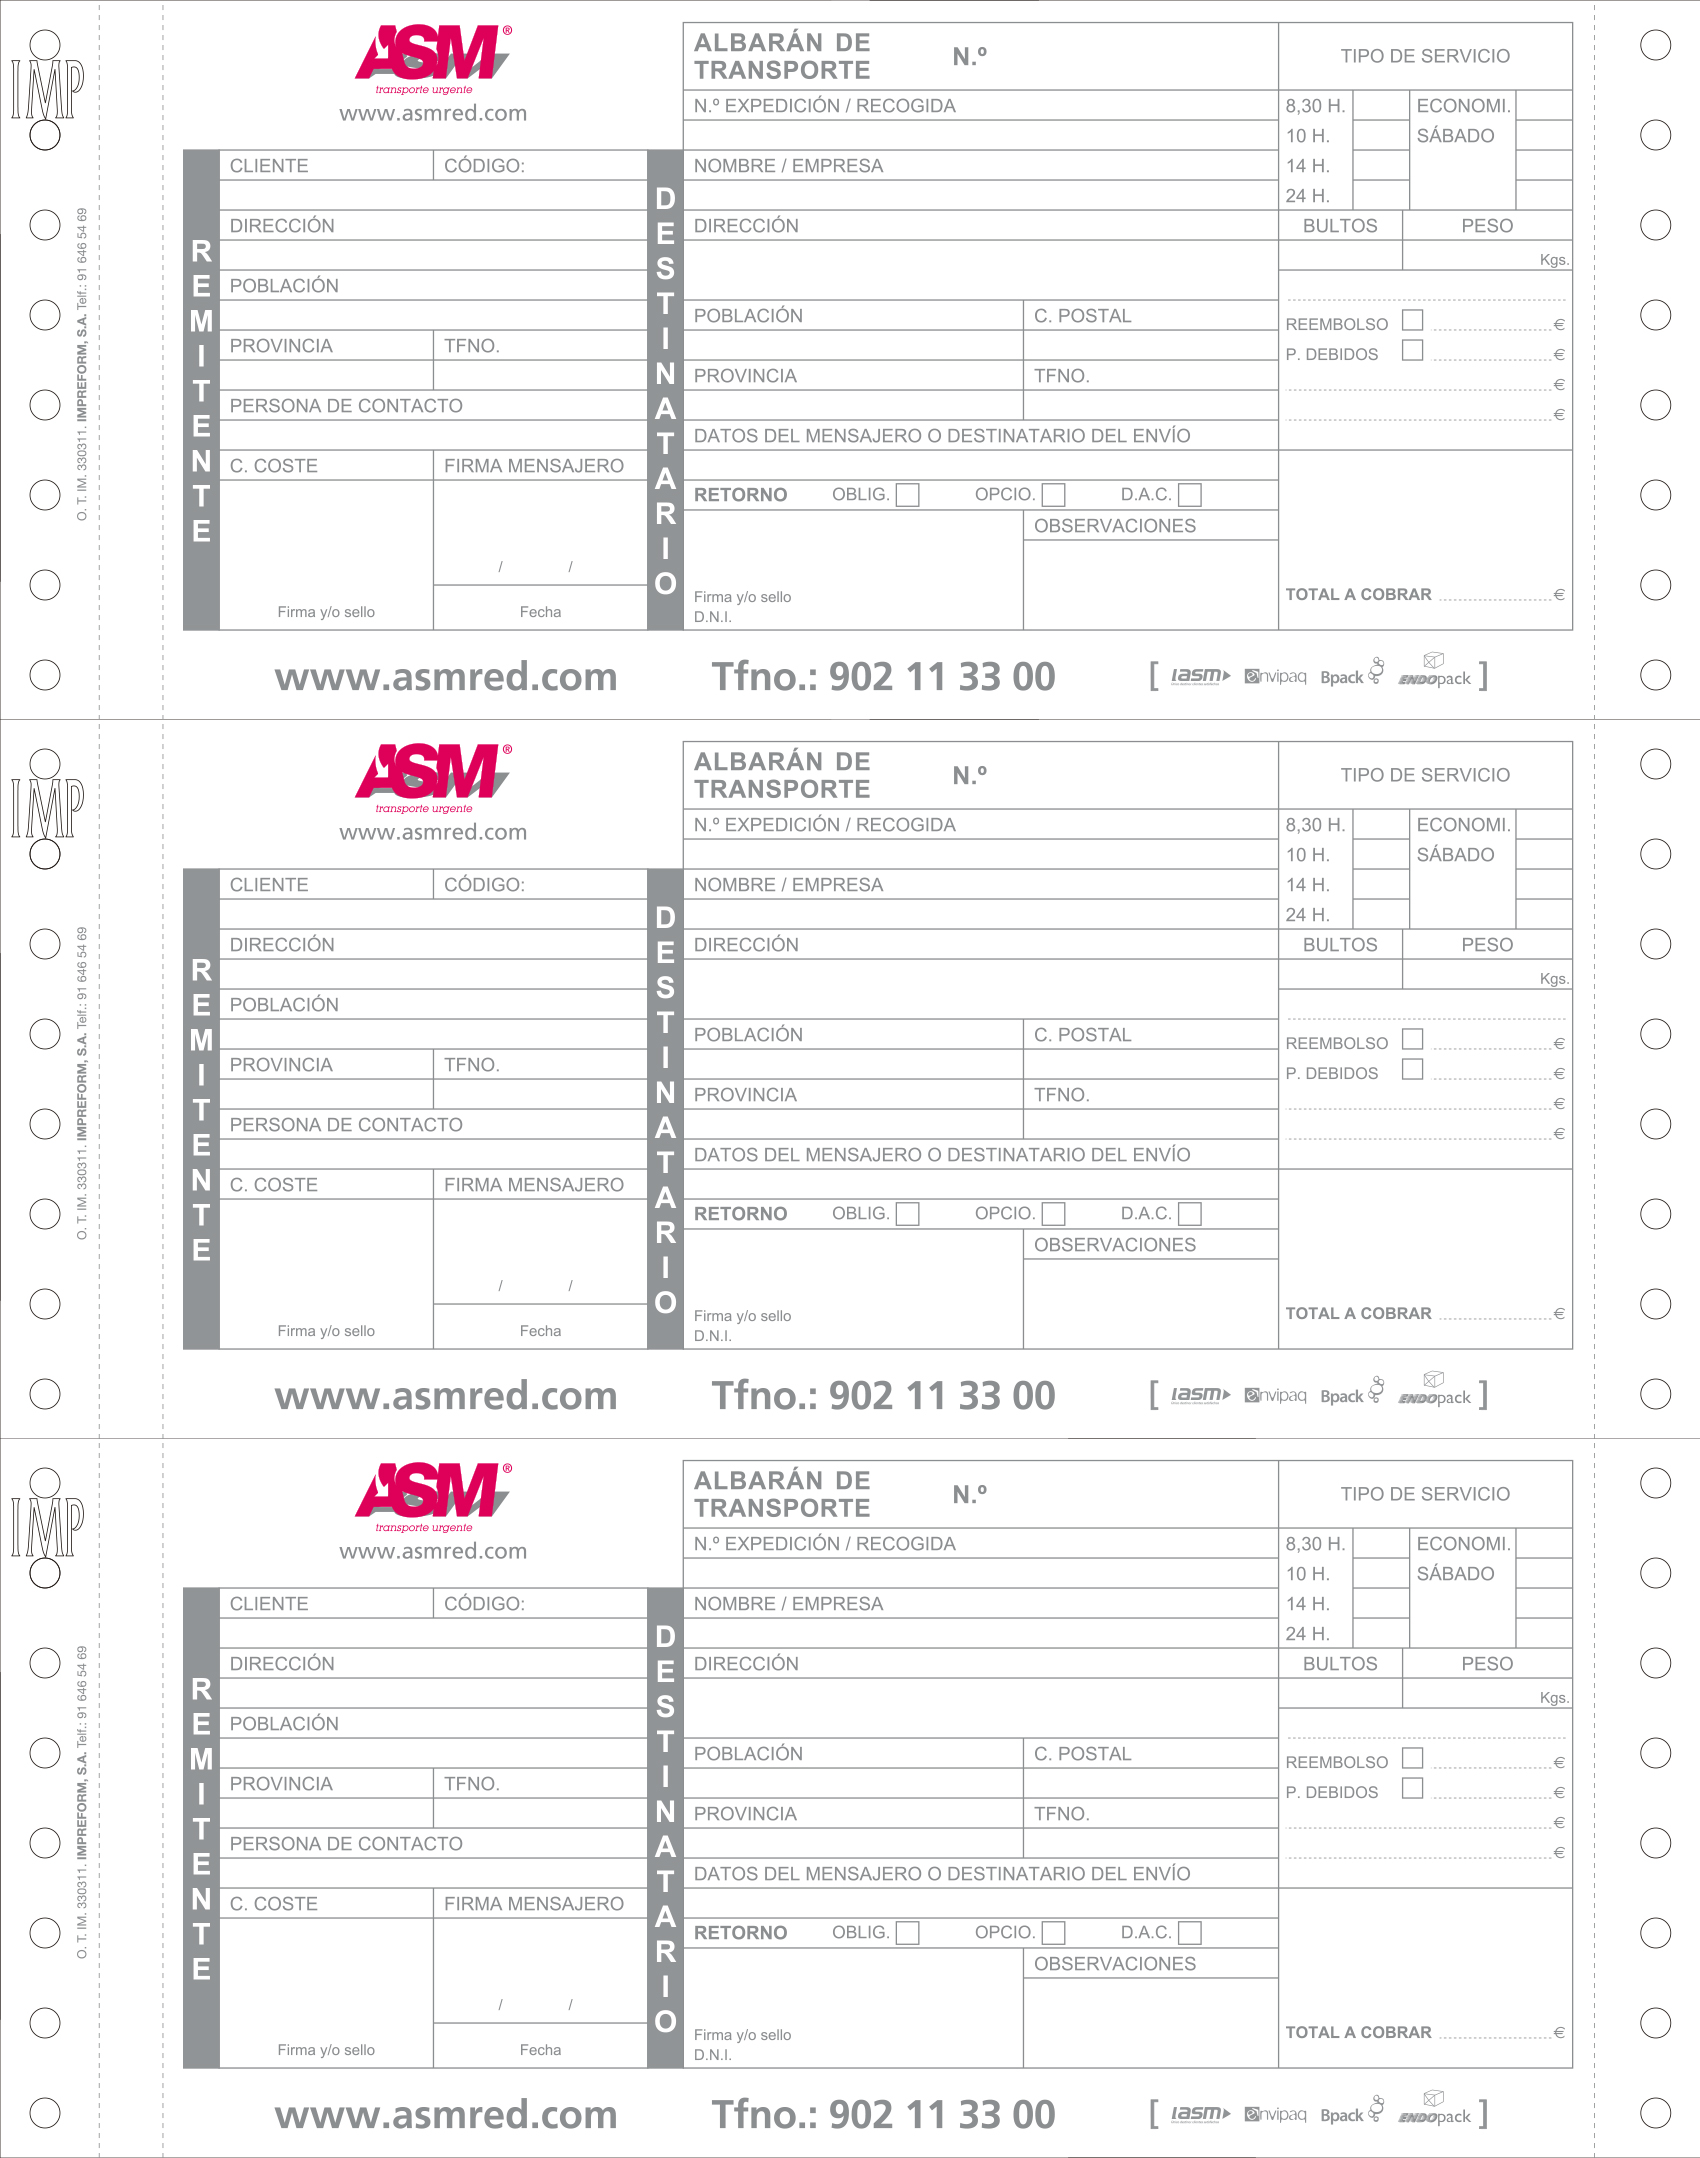 IMP
O. T. IM. 330311. IMPREFORM, S.A. Telf.: 91 646 54 69
ASM®
transporte urgente
www.asmred.com
ALBARÁN DE
TRANSPORTE
N.º
TIPO DE SERVICIO
N.º EXPEDICIÓN / RECOGIDA
8,30 H.
ECONOMI.
10 H.
SÁBADO
14 H.
24 H.
REMITENTE
CLIENTE
CÓDIGO:
DIRECCIÓN
POBLACIÓN
PROVINCIA
TFNO.
PERSONA DE CONTACTO
C. COSTE
FIRMA MENSAJERO
/ /
Firma y/o sello
Fecha
DESTINATARIO
NOMBRE / EMPRESA
DIRECCIÓN
POBLACIÓN
C. POSTAL
PROVINCIA
TFNO.
DATOS DEL MENSAJERO O DESTINATARIO DEL ENVÍO
RETORNO OBLIG. OPCIO. D.A.C.
OBSERVACIONES
Firma y/o sello
D.N.I.
BULTOS
PESO
Kgs.
REEMBOLSO €
P. DEBIDOS €
€
€
TOTAL A COBRAR €
www.asmred.com
Tfno.: 902 11 33 00
[ iasm envipaq Bpack ENDOpack ]
IMP
O. T. IM. 330311. IMPREFORM, S.A. Telf.: 91 646 54 69
ASM®
transporte urgente
www.asmred.com
ALBARÁN DE
TRANSPORTE
N.º
TIPO DE SERVICIO
N.º EXPEDICIÓN / RECOGIDA
8,30 H.
ECONOMI.
10 H.
SÁBADO
14 H.
24 H.
REMITENTE
CLIENTE
CÓDIGO:
DIRECCIÓN
POBLACIÓN
PROVINCIA
TFNO.
PERSONA DE CONTACTO
C. COSTE
FIRMA MENSAJERO
/ /
Firma y/o sello
Fecha
DESTINATARIO
NOMBRE / EMPRESA
DIRECCIÓN
POBLACIÓN
C. POSTAL
PROVINCIA
TFNO.
DATOS DEL MENSAJERO O DESTINATARIO DEL ENVÍO
RETORNO OBLIG. OPCIO. D.A.C.
OBSERVACIONES
Firma y/o sello
D.N.I.
BULTOS
PESO
Kgs.
REEMBOLSO €
P. DEBIDOS €
€
€
TOTAL A COBRAR €
www.asmred.com
Tfno.: 902 11 33 00
[ iasm envipaq Bpack ENDOpack ]
IMP
O. T. IM. 330311. IMPREFORM, S.A. Telf.: 91 646 54 69
ASM®
transporte urgente
www.asmred.com
ALBARÁN DE
TRANSPORTE
N.º
TIPO DE SERVICIO
N.º EXPEDICIÓN / RECOGIDA
8,30 H.
ECONOMI.
10 H.
SÁBADO
14 H.
24 H.
REMITENTE
CLIENTE
CÓDIGO:
DIRECCIÓN
POBLACIÓN
PROVINCIA
TFNO.
PERSONA DE CONTACTO
C. COSTE
FIRMA MENSAJERO
/ /
Firma y/o sello
Fecha
DESTINATARIO
NOMBRE / EMPRESA
DIRECCIÓN
POBLACIÓN
C. POSTAL
PROVINCIA
TFNO.
DATOS DEL MENSAJERO O DESTINATARIO DEL ENVÍO
RETORNO OBLIG. OPCIO. D.A.C.
OBSERVACIONES
Firma y/o sello
D.N.I.
BULTOS
PESO
Kgs.
REEMBOLSO €
P. DEBIDOS €
€
€
TOTAL A COBRAR €
www.asmred.com
Tfno.: 902 11 33 00
[ iasm envipaq Bpack ENDOpack ]